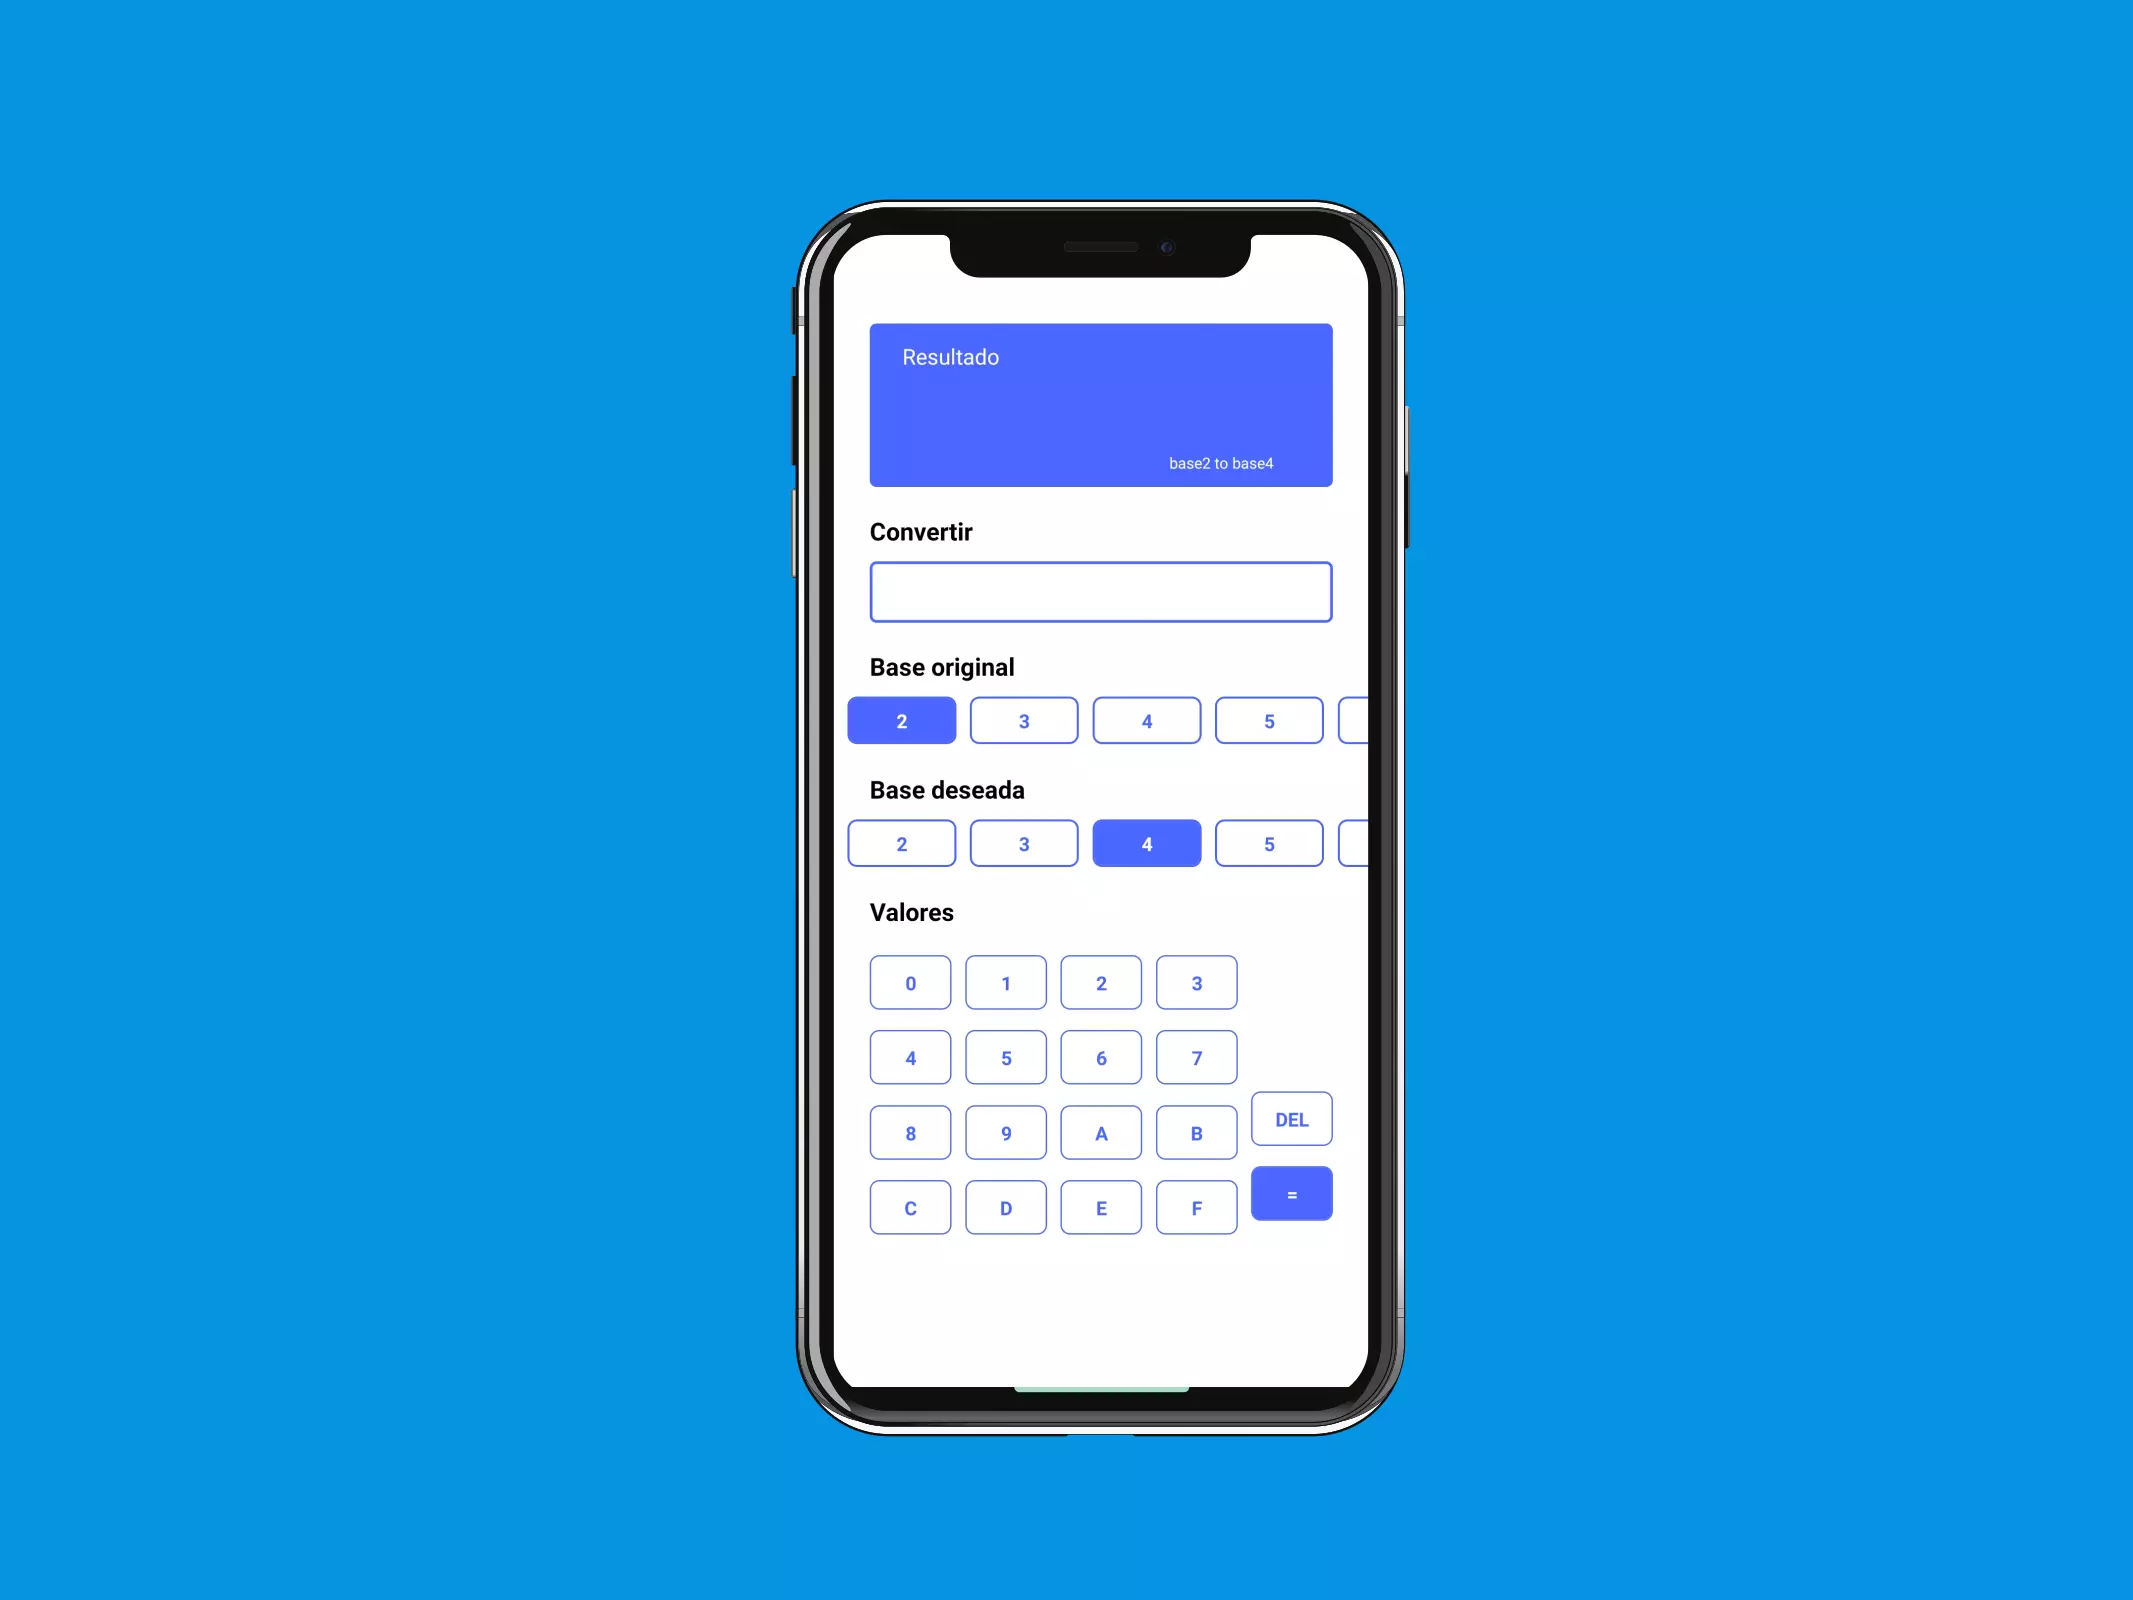 Resultado
base2 to base4
Convertir
Base original
2 3 4 5
Base deseada
2 3 4 5
Valores
0 1 2 3
4 5 6 7
DEL
8 9 A B
=
C D E F